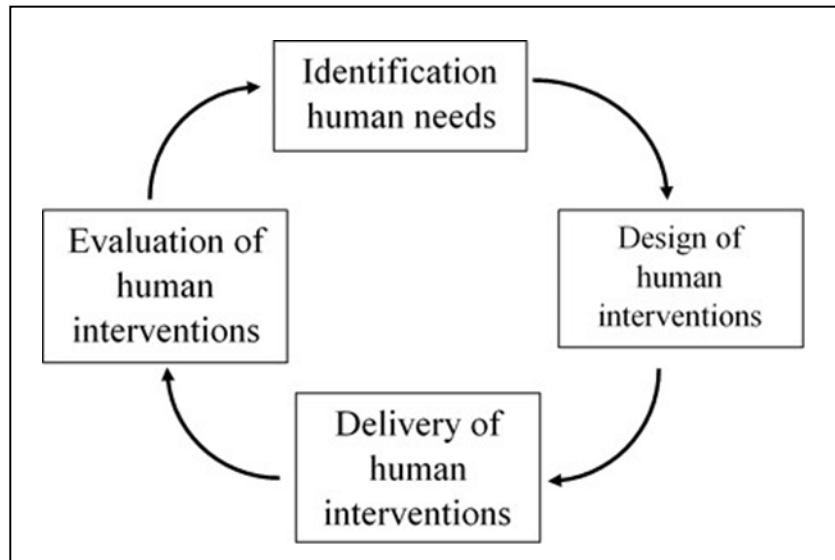 Identification
human needs
Design of
human
interventions
Delivery of
human
interventions
Evaluation of
human
interventions